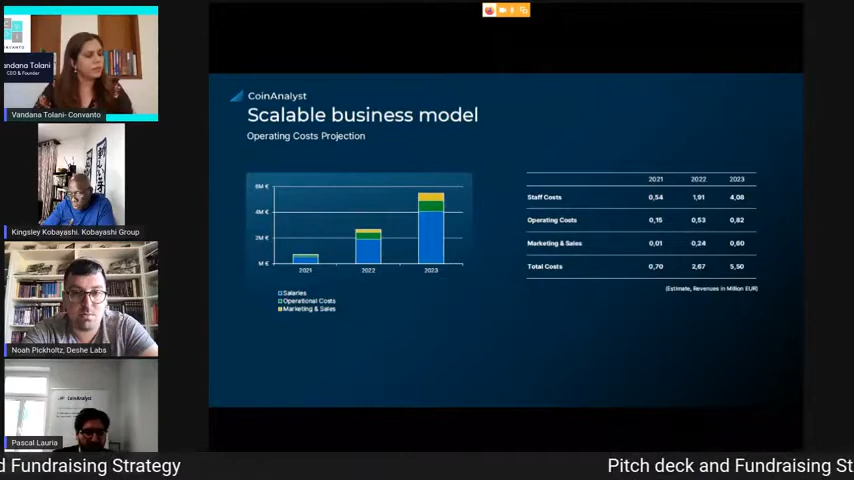 ONVANTO
andana Tolani
CEO & Founder
Vandana Tolani- Convanto
Kingsley Kobayashi. Kobayashi Group
Noah Pickholtz, Deshe Labs
CoinAnalyst
Pascal Lauria
CoinAnalyst
Scalable business model
Operating Costs Projection
6M €
4M €
2M €
M €
2021 2022 2023
Salaries
Operational Costs
Marketing & Sales
2021 2022 2023
Staff Costs 0,54 1,91 4,08
Operating Costs 0,15 0,53 0,82
Marketing & Sales 0,01 0,24 0,60
Total Costs 0,70 2,67 5,50
(Estimate, Revenues in Million EUR)
d Fundraising Strategy Pitch deck and Fundraising St